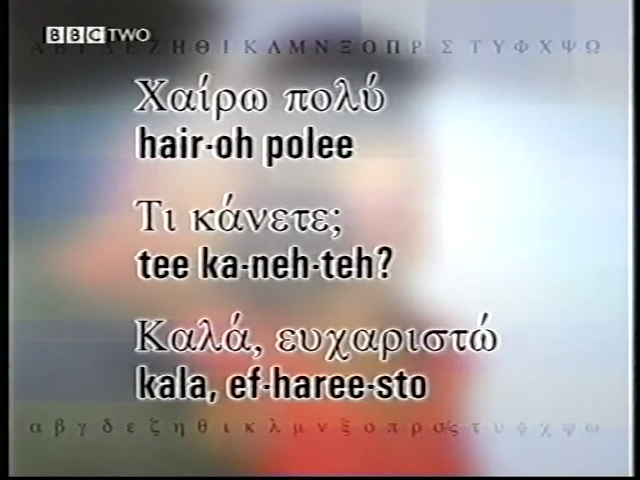 BBC TWO
Α Β Γ Δ Ε Ζ Η Θ Ι Κ Λ Μ Ν Ξ Ο Π Ρ Σ Τ Υ Φ Χ Ψ Ω
Χαίρω πολύ
hair-oh polee
Τι κάνετε;
tee ka-neh-teh?
Καλά, ευχαριστώ
kala, ef-haree-sto
α β γ δ ε ζ η θ ι κ λ μ ν ξ ο π ρ σ/ς τ υ φ χ ψ ω